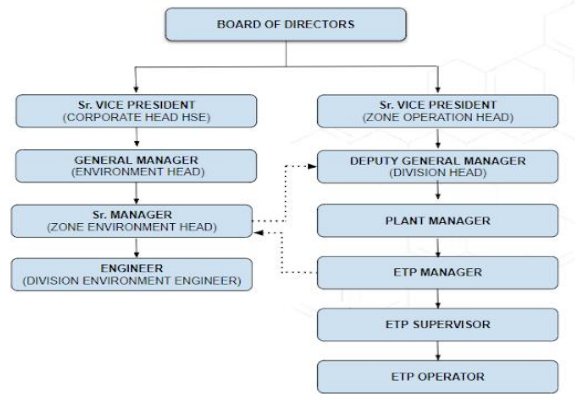 BOARD OF DIRECTORS
Sr. VICE PRESIDENT
(CORPORATE HEAD HSE)
GENERAL MANAGER
(ENVIRONMENT HEAD)
Sr. MANAGER
(ZONE ENVIRONMENT HEAD)
ENGINEER
(DIVISION ENVIRONMENT ENGINEER)
Sr. VICE PRESIDENT
(ZONE OPERATION HEAD)
DEPUTY GENERAL MANAGER
(DIVISION HEAD)
PLANT MANAGER
ETP MANAGER
ETP SUPERVISOR
ETP OPERATOR